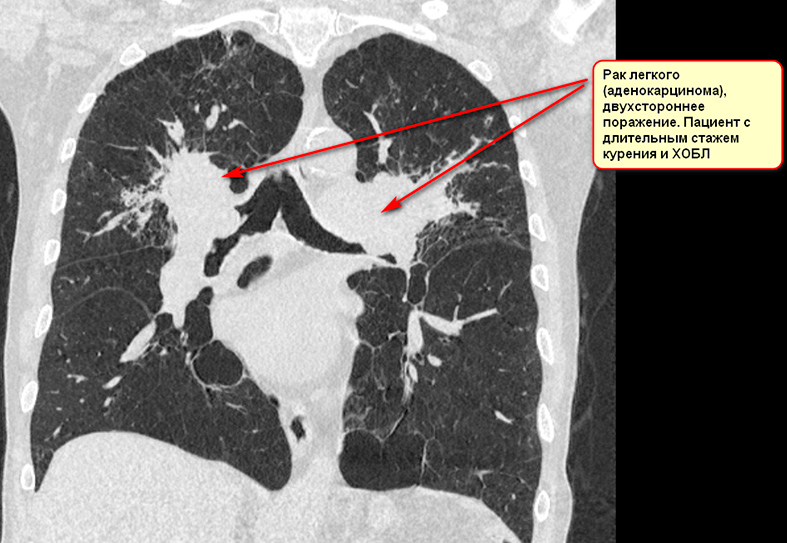 Рак легкого
(аденокарцинома),
двухстороннее
поражение. Пациент с
длительным стажем
курения и ХОБЛ